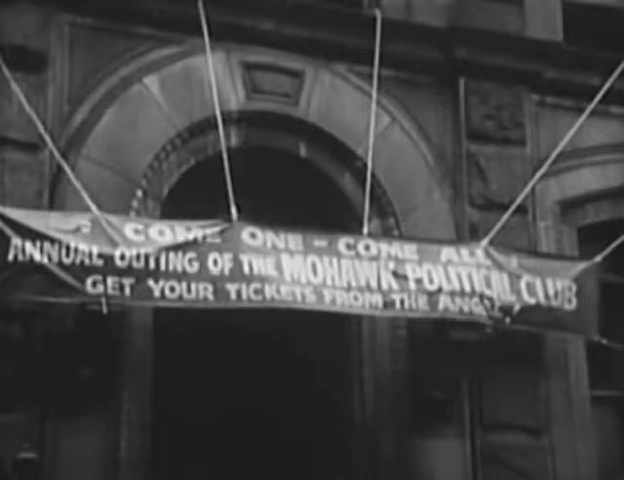 COME ONE - COME ALL
ANNUAL OUTING OF THE MOHAWK POLITICAL CLUB
GET YOUR TICKETS FROM THE